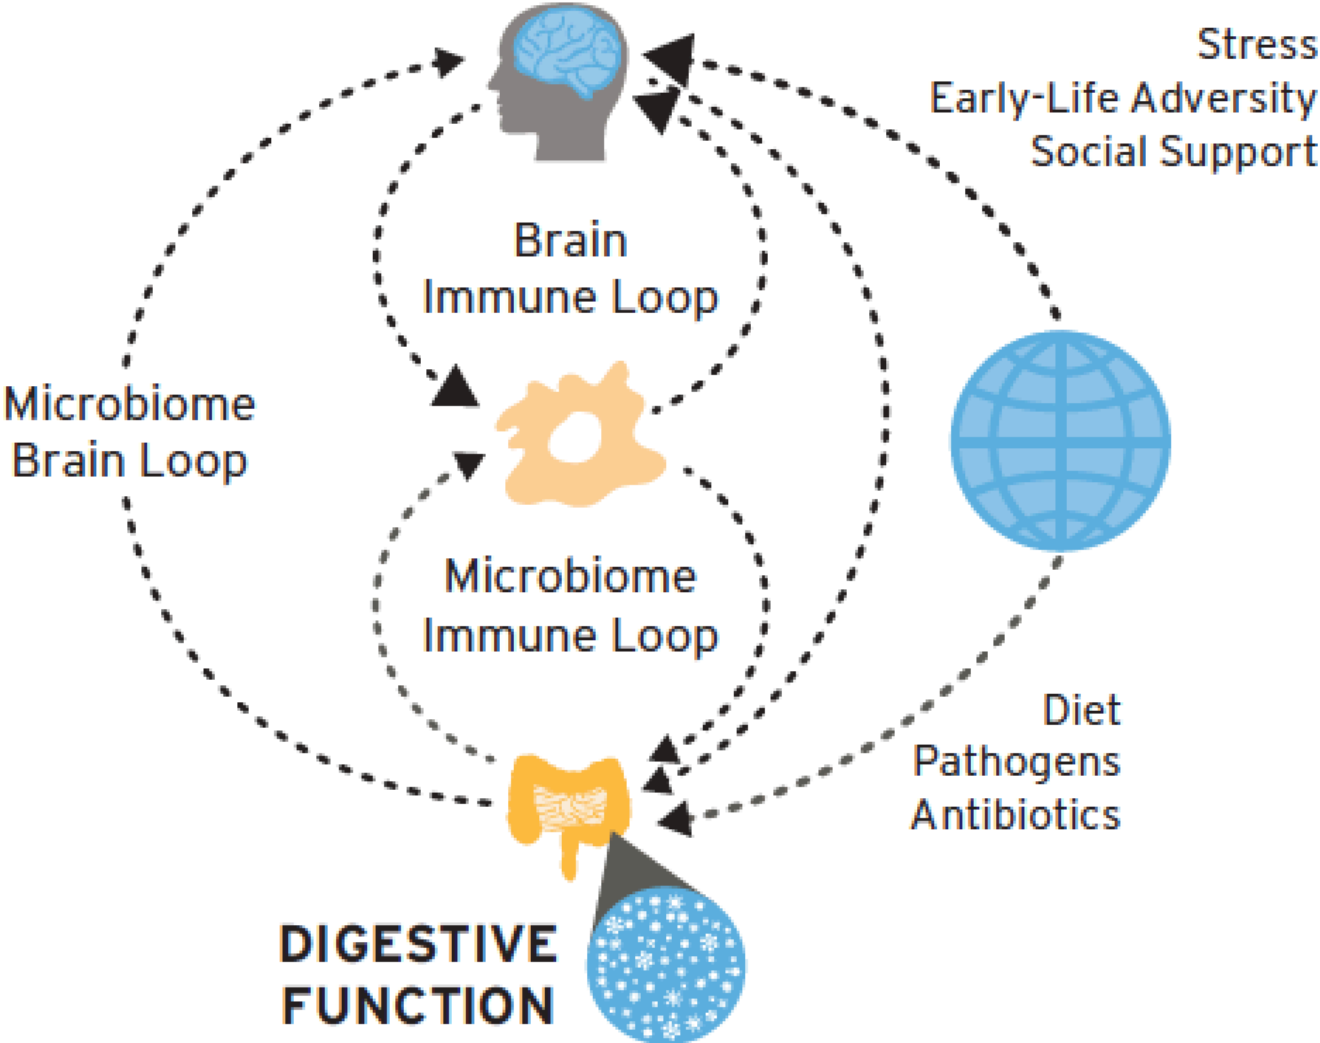 Stress
Early-Life Adversity
Social Support
Brain
Immune Loop
Microbiome
Brain Loop
Microbiome
Immune Loop
Diet
Pathogens
Antibiotics
DIGESTIVE
FUNCTION